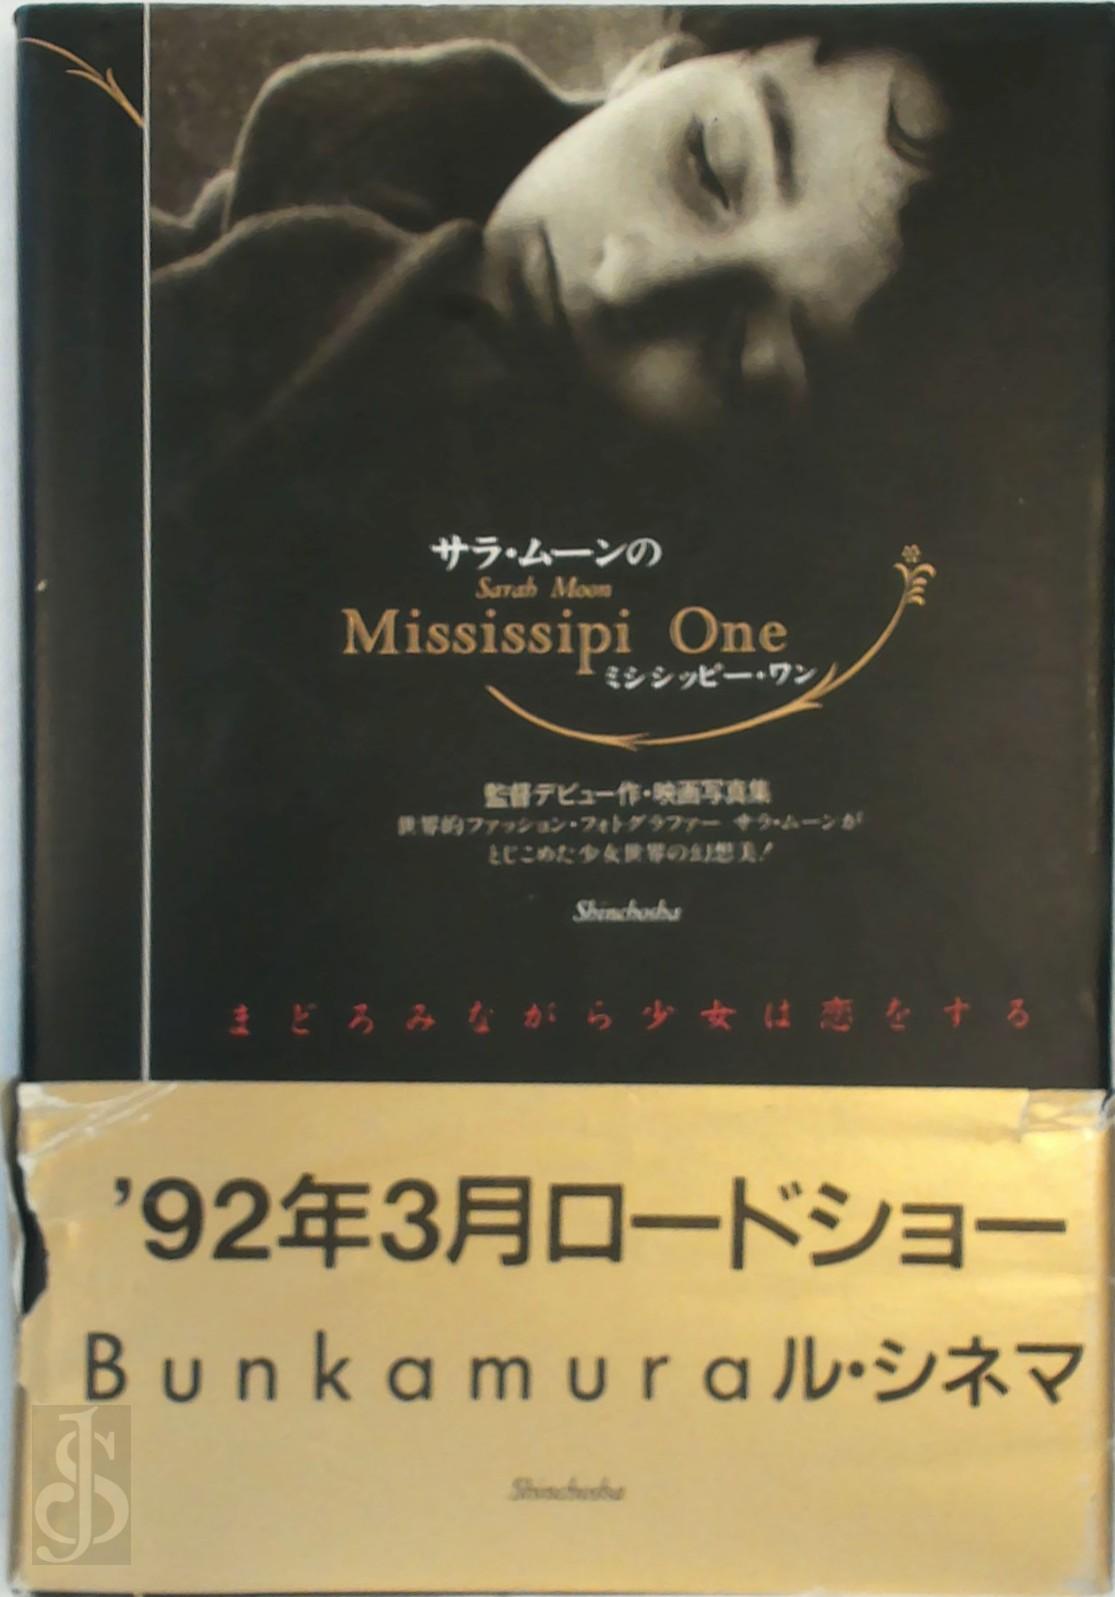 サラ・ムーンの
Sarah Moon
Mississipi One
ミシシッピー・ワン
監督デビュー作・映画写真集
世界的ファッション・フォトグラファー サラ・ムーンが
とじこめた少女世界の幻想美!
Shinchosha
まどろみながら少女は恋をする
'92年3月ロードショー
Bunkamuraル・シネマ
Shinchosha
JS